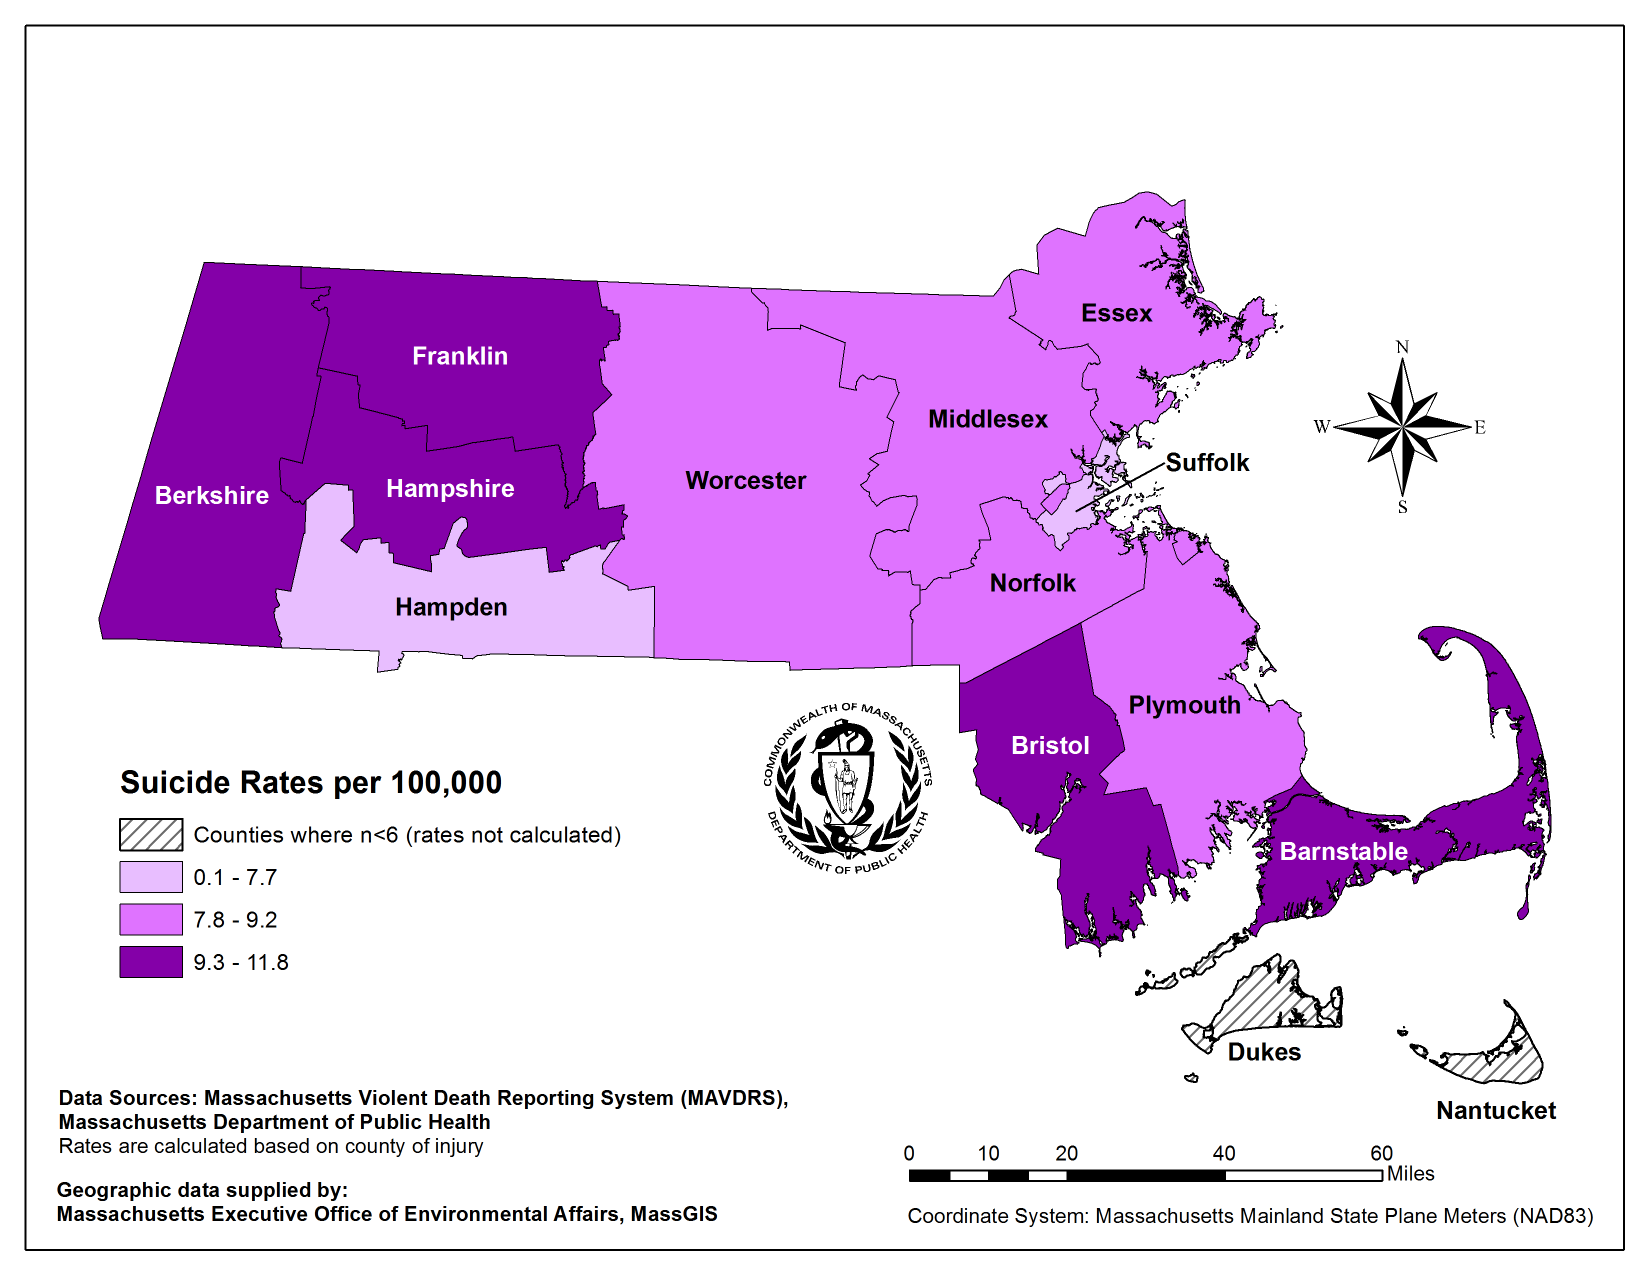 Essex
Franklin
Middlesex
N
W
E
S
Suffolk
Worcester
Hampshire
Berkshire
Norfolk
Hampden
Plymouth
Bristol
COMMONWEALTH OF MASSACHUSETTS
DEPARTMENT OF PUBLIC HEALTH
Barnstable
Suicide Rates per 100,000
Counties where n<6 (rates not calculated)
0.1 - 7.7
7.8 - 9.2
9.3 - 11.8
Dukes
Nantucket
Data Sources: Massachusetts Violent Death Reporting System (MAVDRS),
Massachusetts Department of Public Health
Rates are calculated based on county of injury
Geographic data supplied by:
Massachusetts Executive Office of Environmental Affairs, MassGIS
0 10 20 40 60
Miles
Coordinate System: Massachusetts Mainland State Plane Meters (NAD83)